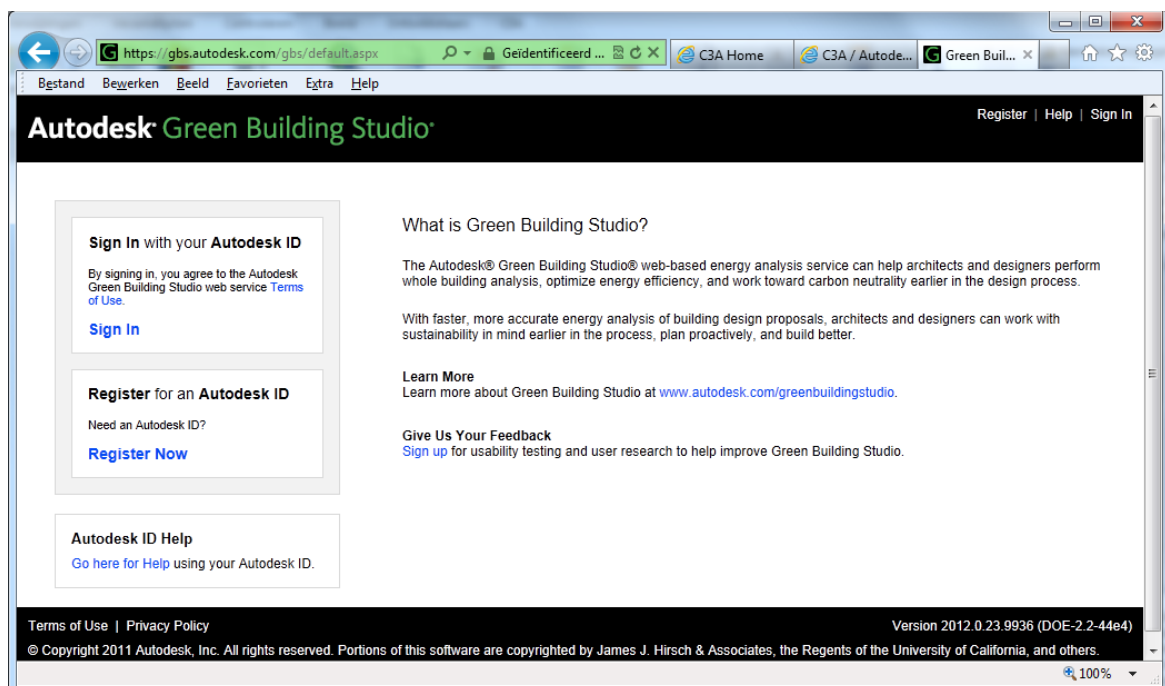 https://gbs.autodesk.com/gbs/default.aspx
Geïdentificeerd ...
C3A Home
C3A / Autode...
Green Buil...
Bestand Bewerken Beeld Favorieten Extra Help
Autodesk Green Building Studio
Register | Help | Sign In
Sign In with your Autodesk ID
By signing in, you agree to the Autodesk
Green Building Studio web service Terms
of Use.
Sign In
Register for an Autodesk ID
Need an Autodesk ID?
Register Now
Autodesk ID Help
Go here for Help using your Autodesk ID.
What is Green Building Studio?
The Autodesk® Green Building Studio® web-based energy analysis service can help architects and designers perform
whole building analysis, optimize energy efficiency, and work toward carbon neutrality earlier in the design process.
With faster, more accurate energy analysis of building design proposals, architects and designers can work with
sustainability in mind earlier in the process, plan proactively, and build better.
Learn More
Learn more about Green Building Studio at www.autodesk.com/greenbuildingstudio.
Give Us Your Feedback
Sign up for usability testing and user research to help improve Green Building Studio.
Terms of Use | Privacy Policy
Version 2012.0.23.9936 (DOE-2.2-44e4)
© Copyright 2011 Autodesk, Inc. All rights reserved. Portions of this software are copyrighted by James J. Hirsch & Associates, the Regents of the University of California, and others.
100%